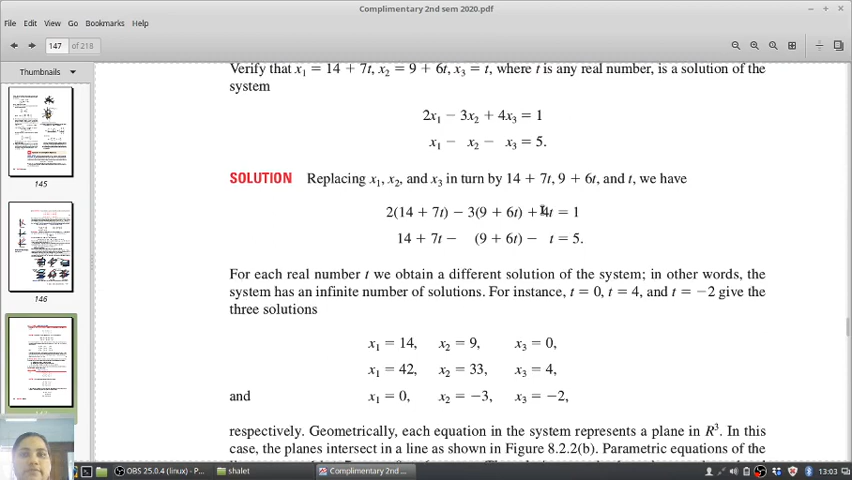 Complimentary 2nd sem 2020.pdf
File Edit View Go Bookmarks Help
147 of 218
Thumbnails
145
146
Verify that x₁ = 14 + 7t, x₂ = 9 + 6t, x₃ = t, where t is any real number, is a solution of the
system
2x₁ − 3x₂ + 4x₃ = 1
x₁ − x₂ − x₃ = 5.
SOLUTION Replacing x₁, x₂, and x₃ in turn by 14 + 7t, 9 + 6t, and t, we have
2(14 + 7t) − 3(9 + 6t) + 4t = 1
14 + 7t − (9 + 6t) − t = 5.
For each real number t we obtain a different solution of the system; in other words, the
system has an infinite number of solutions. For instance, t = 0, t = 4, and t = −2 give the
three solutions
x₁ = 14, x₂ = 9, x₃ = 0,
x₁ = 42, x₂ = 33, x₃ = 4,
and x₁ = 0, x₂ = −3, x₃ = −2,
respectively. Geometrically, each equation in the system represents a plane in R³. In this
case, the planes intersect in a line as shown in Figure 8.2.2(b). Parametric equations of the
OBS 25.0.4 (linux) - P...
shalet
Complimentary 2nd ...
13:03